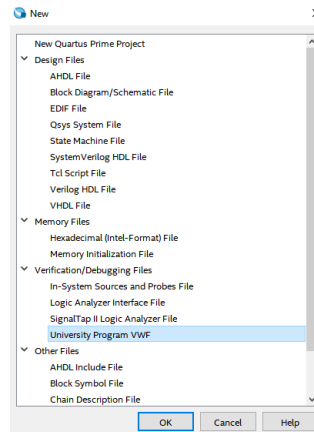 New
New Quartus Prime Project
Design Files
AHDL File
Block Diagram/Schematic File
EDIF File
Qsys System File
State Machine File
SystemVerilog HDL File
Tcl Script File
Verilog HDL File
VHDL File
Memory Files
Hexadecimal (Intel-Format) File
Memory Initialization File
Verification/Debugging Files
In-System Sources and Probes File
Logic Analyzer Interface File
SignalTap II Logic Analyzer File
University Program VWF
Other Files
AHDL Include File
Block Symbol File
Chain Description File
OK Cancel Help